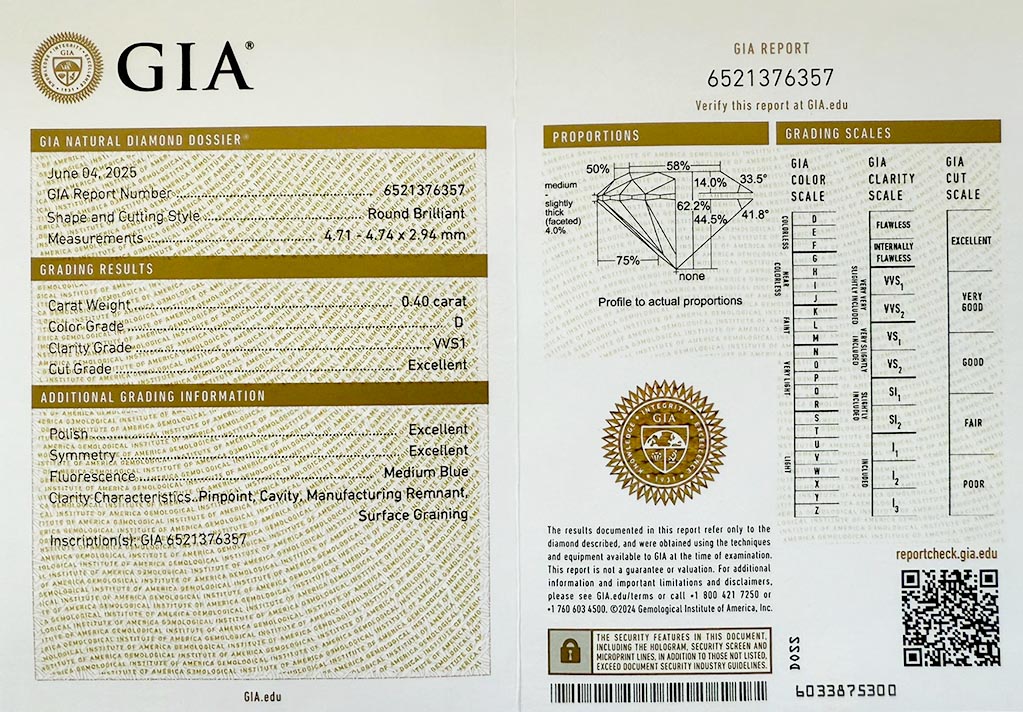 GIA®
GIA NATURAL DIAMOND DOSSIER®
June 04, 2025
GIA Report Number 6521376357
Shape and Cutting Style Round Brilliant
Measurements 4.71 - 4.74 x 2.94 mm
GRADING RESULTS
Carat Weight 0.40 carat
Color Grade D
Clarity Grade VVS1
Cut Grade Excellent
ADDITIONAL GRADING INFORMATION
Polish Excellent
Symmetry Excellent
Fluorescence Medium Blue
Clarity Characteristics..Pinpoint, Cavity, Manufacturing Remnant,
Surface Graining
Inscription(s): GIA 6521376357
GIA.edu
GIA REPORT
6521376357
Verify this report at GIA.edu
PROPORTIONS
50%
58%
14.0%
33.5°
medium
-
slightly
thick
(faceted)
4.0%
62.2%
44.5%
41.8°
75%
none
Profile to actual proportions
INTEGRITY
GIA
KNOWLEDGE
EXCELLENCE
1931
The results documented in this report refer only to the
diamond described, and were obtained using the techniques
and equipment available to GIA at the time of examination.
This report is not a guarantee or valuation. For additional
information and important limitations and disclaimers,
please see GIA.edu/terms or call +1 800 421 7250 or
+1 760 603 4500. ©2024 Gemological Institute of America, Inc.
THE SECURITY FEATURES IN THIS DOCUMENT,
INCLUDING THE HOLOGRAM, SECURITY SCREEN AND
MICROPRINT LINES, IN ADDITION TO THOSE NOT LISTED,
EXCEED DOCUMENT SECURITY INDUSTRY GUIDELINES.
GRADING SCALES
GIA
COLOR
SCALE
COLORLESS
D
E
F
NEAR
COLORLESS
G
H
I
J
FAINT
K
L
M
VERY LIGHT
N
O
P
Q
R
LIGHT
S
T
U
V
W
X
Y
Z
GIA
CLARITY
SCALE
FLAWLESS
INTERNALLY
FLAWLESS
VERY VERY
SLIGHTLY INCLUDED
VVS1
VVS2
VERY SLIGHTLY
INCLUDED
VS1
VS2
SLIGHTLY
INCLUDED
SI1
SI2
INCLUDED
I1
I2
I3
GIA
CUT
SCALE
EXCELLENT
VERY
GOOD
GOOD
FAIR
POOR
reportcheck.gia.edu
DOS2
6033875300